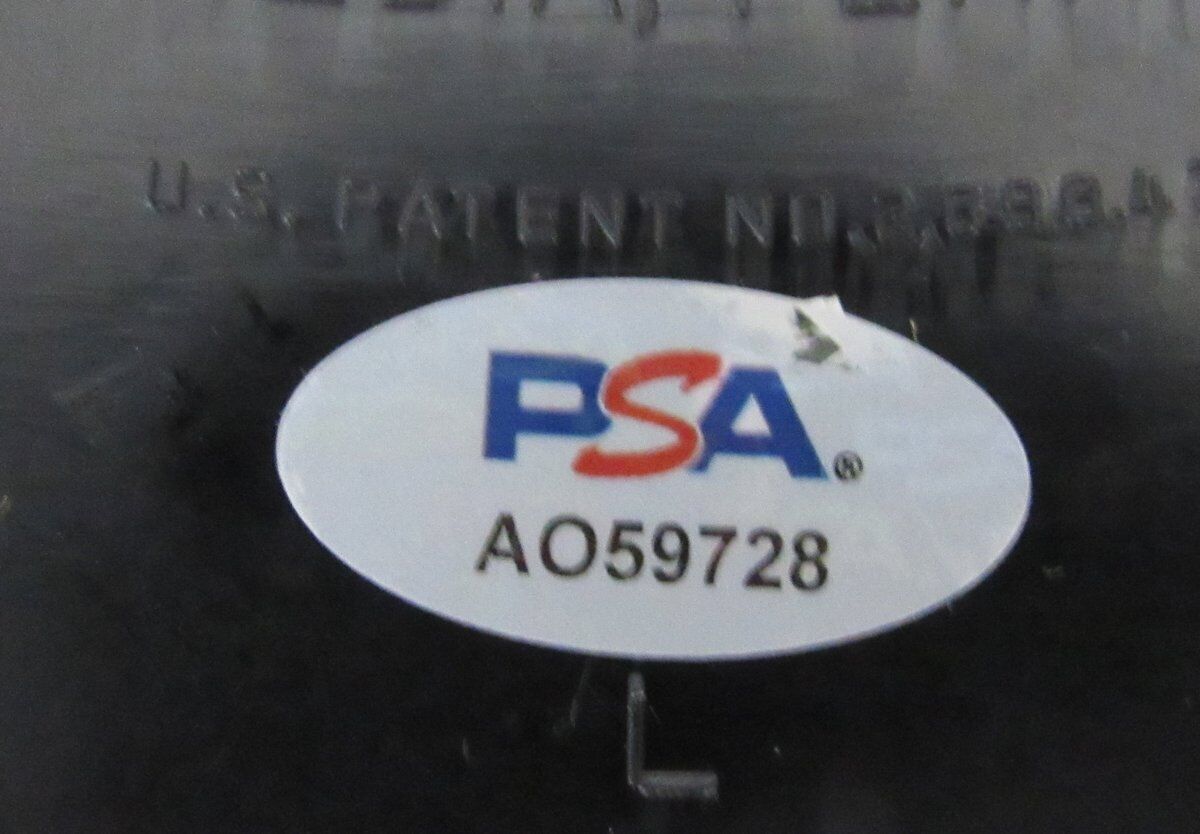 U.S. PATENT NO.
PSA®
AO59728
L